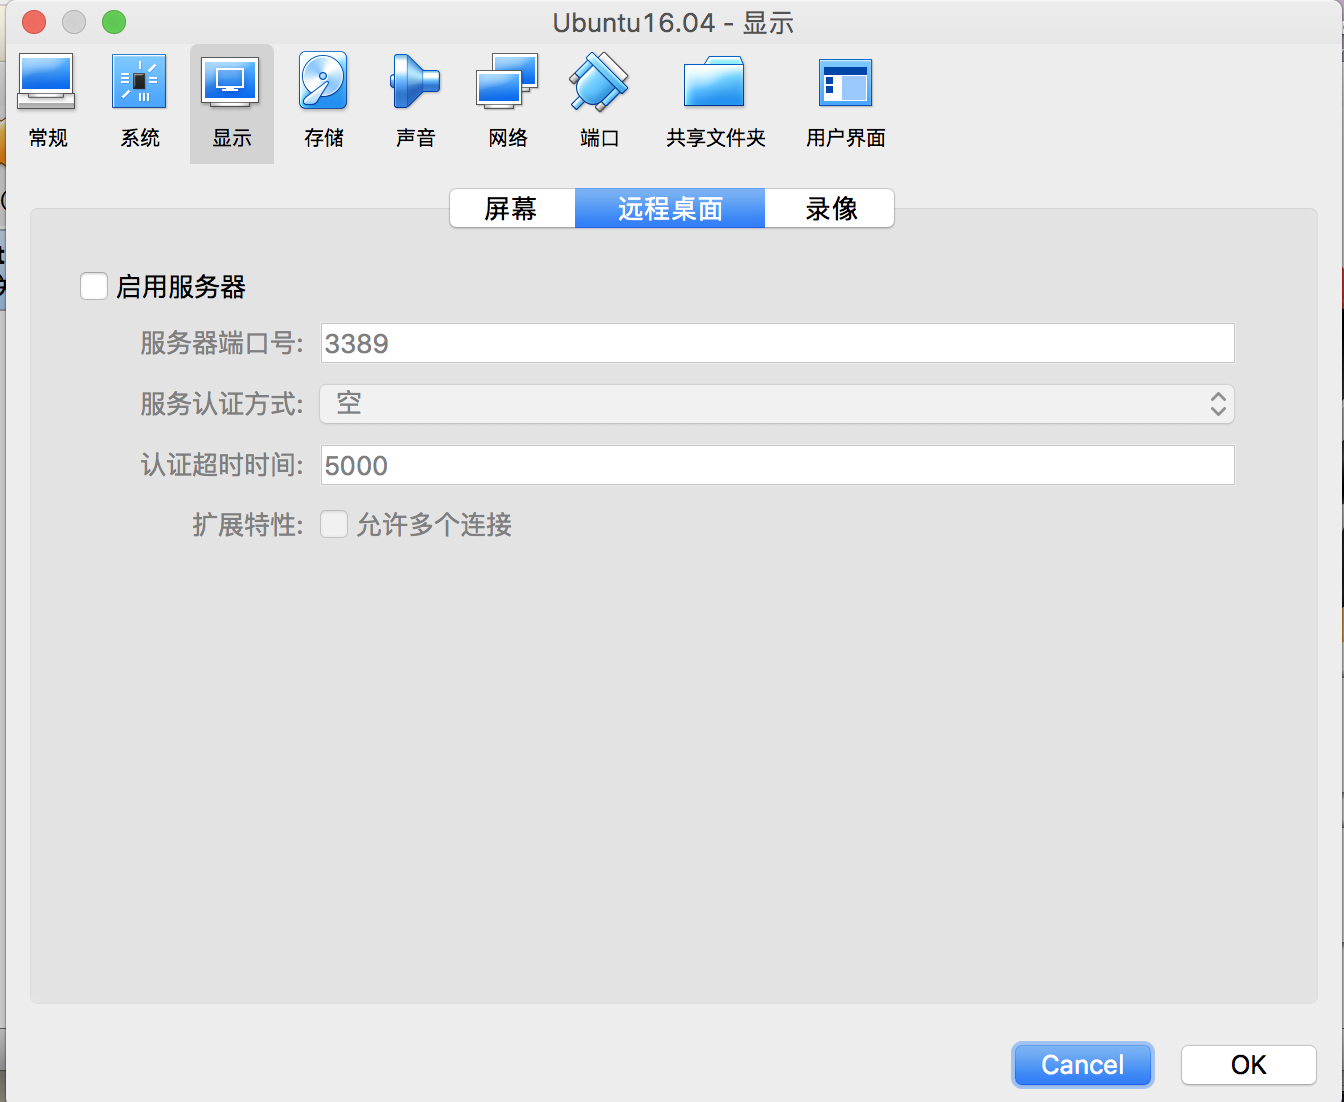 Ubuntu16.04 - 显示
常规 系统 显示 存储 声音 网络 端口 共享文件夹 用户界面
屏幕 远程桌面 录像
启用服务器
服务器端口号: 3389
服务认证方式: 空
认证超时时间: 5000
扩展特性: 允许多个连接
Cancel OK